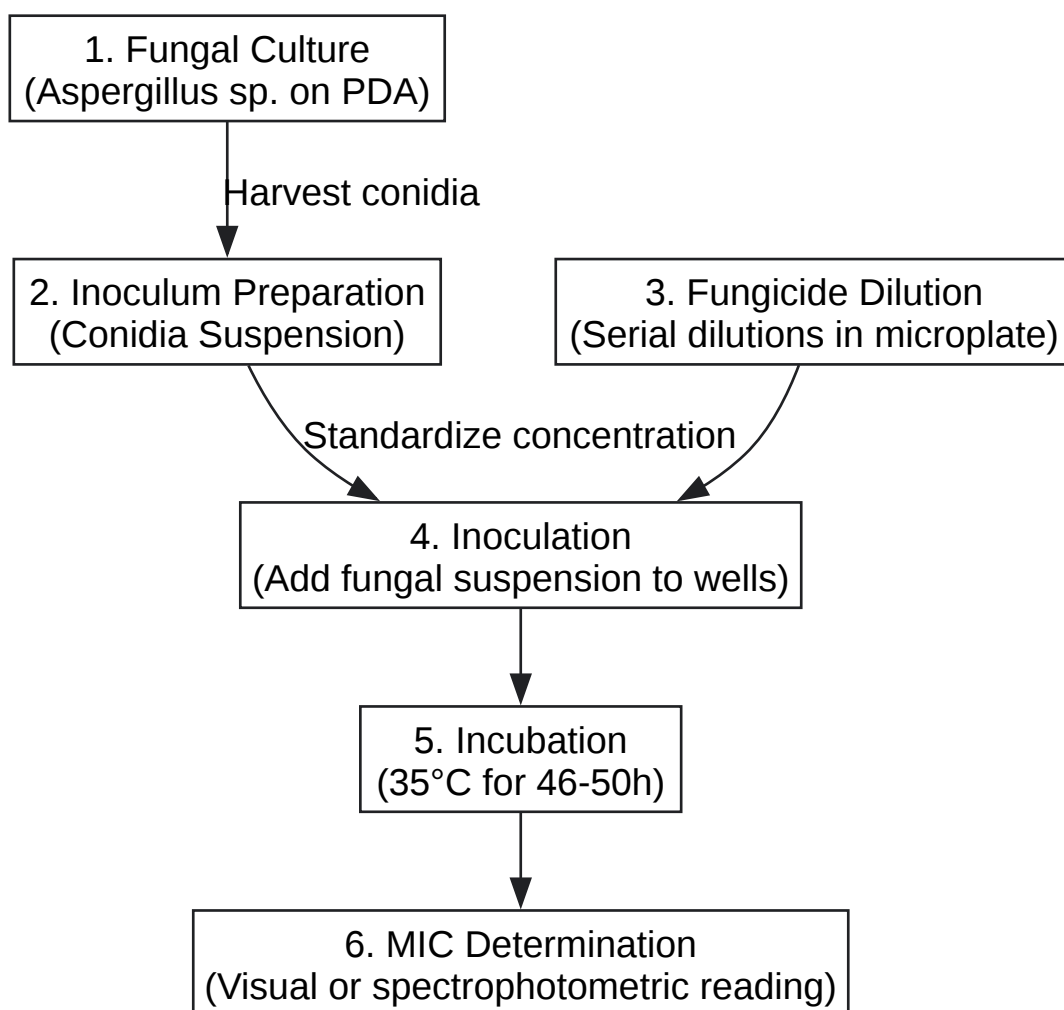 1. Fungal Culture
(Aspergillus sp. on PDA)
Harvest conidia
2. Inoculum Preparation
(Conidia Suspension)
3. Fungicide Dilution
(Serial dilutions in microplate)
Standardize concentration
4. Inoculation
(Add fungal suspension to wells)
5. Incubation
(35°C for 46-50h)
6. MIC Determination
(Visual or spectrophotometric reading)